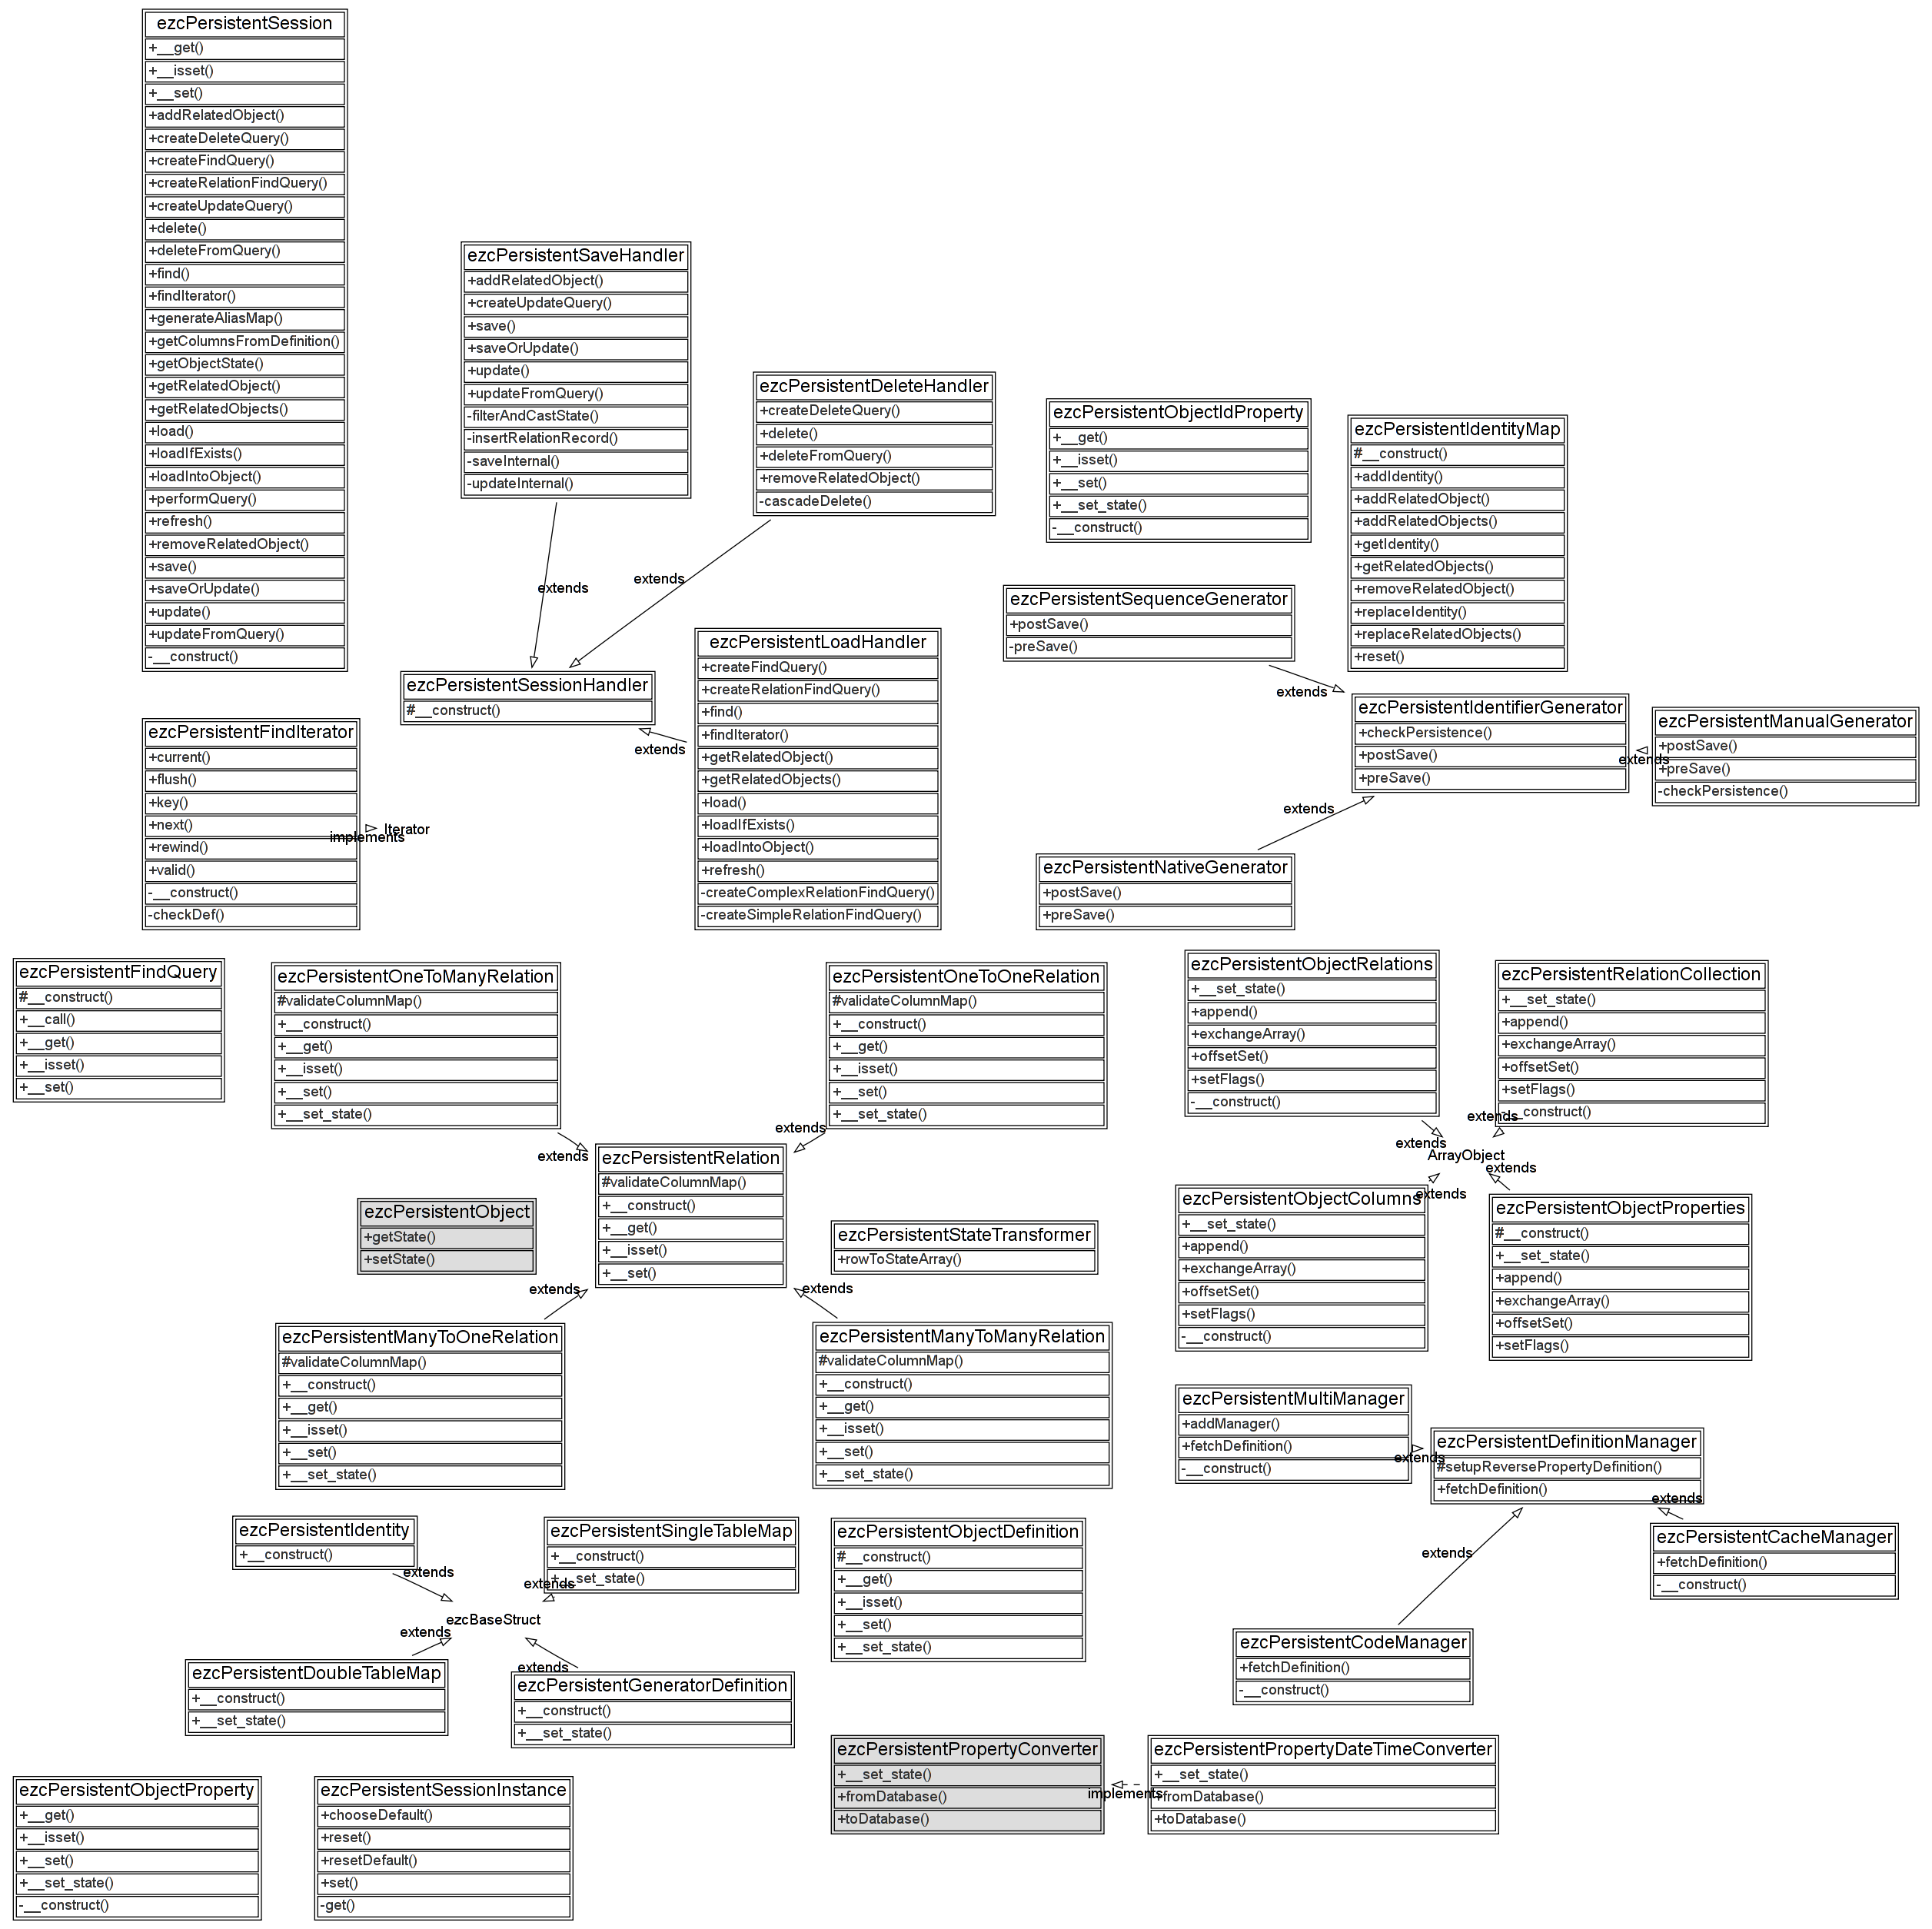 ezcPersistentSession
+__get()
+__isset()
+__set()
+addRelatedObject()
+createDeleteQuery()
+createFindQuery()
+createRelationFindQuery()
+createUpdateQuery()
+delete()
+deleteFromQuery()
+find()
+findIterator()
+generateAliasMap()
+getColumnsFromDefinition()
+getObjectState()
+getRelatedObject()
+getRelatedObjects()
+load()
+loadIfExists()
+loadIntoObject()
+performQuery()
+refresh()
+removeRelatedObject()
+save()
+saveOrUpdate()
+update()
+updateFromQuery()
-__construct()
ezcPersistentSaveHandler
+addRelatedObject()
+createUpdateQuery()
+save()
+saveOrUpdate()
+update()
+updateFromQuery()
-filterAndCastState()
-insertRelationRecord()
-saveInternal()
-updateInternal()
ezcPersistentDeleteHandler
+createDeleteQuery()
+delete()
+deleteFromQuery()
+removeRelatedObject()
-cascadeDelete()
ezcPersistentObjectIdProperty
+__get()
+__isset()
+__set()
+__set_state()
-__construct()
ezcPersistentIdentityMap
#__construct()
+addIdentity()
+addRelatedObject()
+addRelatedObjects()
+getIdentity()
+getRelatedObjects()
+removeRelatedObject()
+replaceIdentity()
+replaceRelatedObjects()
+reset()
extends
extends
ezcPersistentSequenceGenerator
+postSave()
-preSave()
extends
ezcPersistentSessionHandler
#__construct()
extends
ezcPersistentLoadHandler
+createFindQuery()
+createRelationFindQuery()
+find()
+findIterator()
+getRelatedObject()
+getRelatedObjects()
+load()
+loadIfExists()
+loadIntoObject()
+refresh()
-createComplexRelationFindQuery()
-createSimpleRelationFindQuery()
ezcPersistentIdentifierGenerator
+checkPersistence()
+postSave()
+preSave()
extends
ezcPersistentManualGenerator
+postSave()
+preSave()
-checkPersistence()
extends
ezcPersistentNativeGenerator
+postSave()
+preSave()
ezcPersistentFindIterator
+current()
+flush()
+key()
+next()
+rewind()
+valid()
-__construct()
-checkDef()
implements
Iterator
ezcPersistentFindQuery
#__construct()
+__call()
+__get()
+__isset()
+__set()
ezcPersistentOneToManyRelation
#validateColumnMap()
+__construct()
+__get()
+__isset()
+__set()
+__set_state()
extends
ezcPersistentOneToOneRelation
#validateColumnMap()
+__construct()
+__get()
+__isset()
+__set()
+__set_state()
extends
ezcPersistentObjectRelations
+__set_state()
+append()
+exchangeArray()
+offsetSet()
+setFlags()
-__construct()
extends
ezcPersistentRelationCollection
+__set_state()
+append()
+exchangeArray()
+offsetSet()
+setFlags()
-__construct()
extends
ArrayObject
extends
extends
ezcPersistentObject
+getState()
+setState()
ezcPersistentRelation
#validateColumnMap()
+__construct()
+__get()
+__isset()
+__set()
ezcPersistentStateTransformer
+rowToStateArray()
ezcPersistentObjectColumns
+__set_state()
+append()
+exchangeArray()
+offsetSet()
+setFlags()
-__construct()
ezcPersistentObjectProperties
#__construct()
+__set_state()
+append()
+exchangeArray()
+offsetSet()
+setFlags()
extends
extends
ezcPersistentManyToOneRelation
#validateColumnMap()
+__construct()
+__get()
+__isset()
+__set()
+__set_state()
ezcPersistentManyToManyRelation
#validateColumnMap()
+__construct()
+__get()
+__isset()
+__set()
+__set_state()
ezcPersistentMultiManager
+addManager()
+fetchDefinition()
-__construct()
extends
ezcPersistentDefinitionManager
#setupReversePropertyDefinition()
+fetchDefinition()
extends
extends
ezcPersistentCacheManager
+fetchDefinition()
-__construct()
ezcPersistentCodeManager
+fetchDefinition()
-__construct()
ezcPersistentIdentity
+__construct()
extends
ezcPersistentSingleTableMap
+__construct()
+__set_state()
extends
ezcBaseStruct
extends
extends
ezcPersistentDoubleTableMap
+__construct()
+__set_state()
ezcPersistentGeneratorDefinition
+__construct()
+__set_state()
ezcPersistentObjectDefinition
#__construct()
+__get()
+__isset()
+__set()
+__set_state()
ezcPersistentPropertyConverter
+__set_state()
+fromDatabase()
+toDatabase()
implements
ezcPersistentPropertyDateTimeConverter
+__set_state()
+fromDatabase()
+toDatabase()
ezcPersistentObjectProperty
+__get()
+__isset()
+__set()
+__set_state()
-__construct()
ezcPersistentSessionInstance
+chooseDefault()
+reset()
+resetDefault()
+set()
-get()